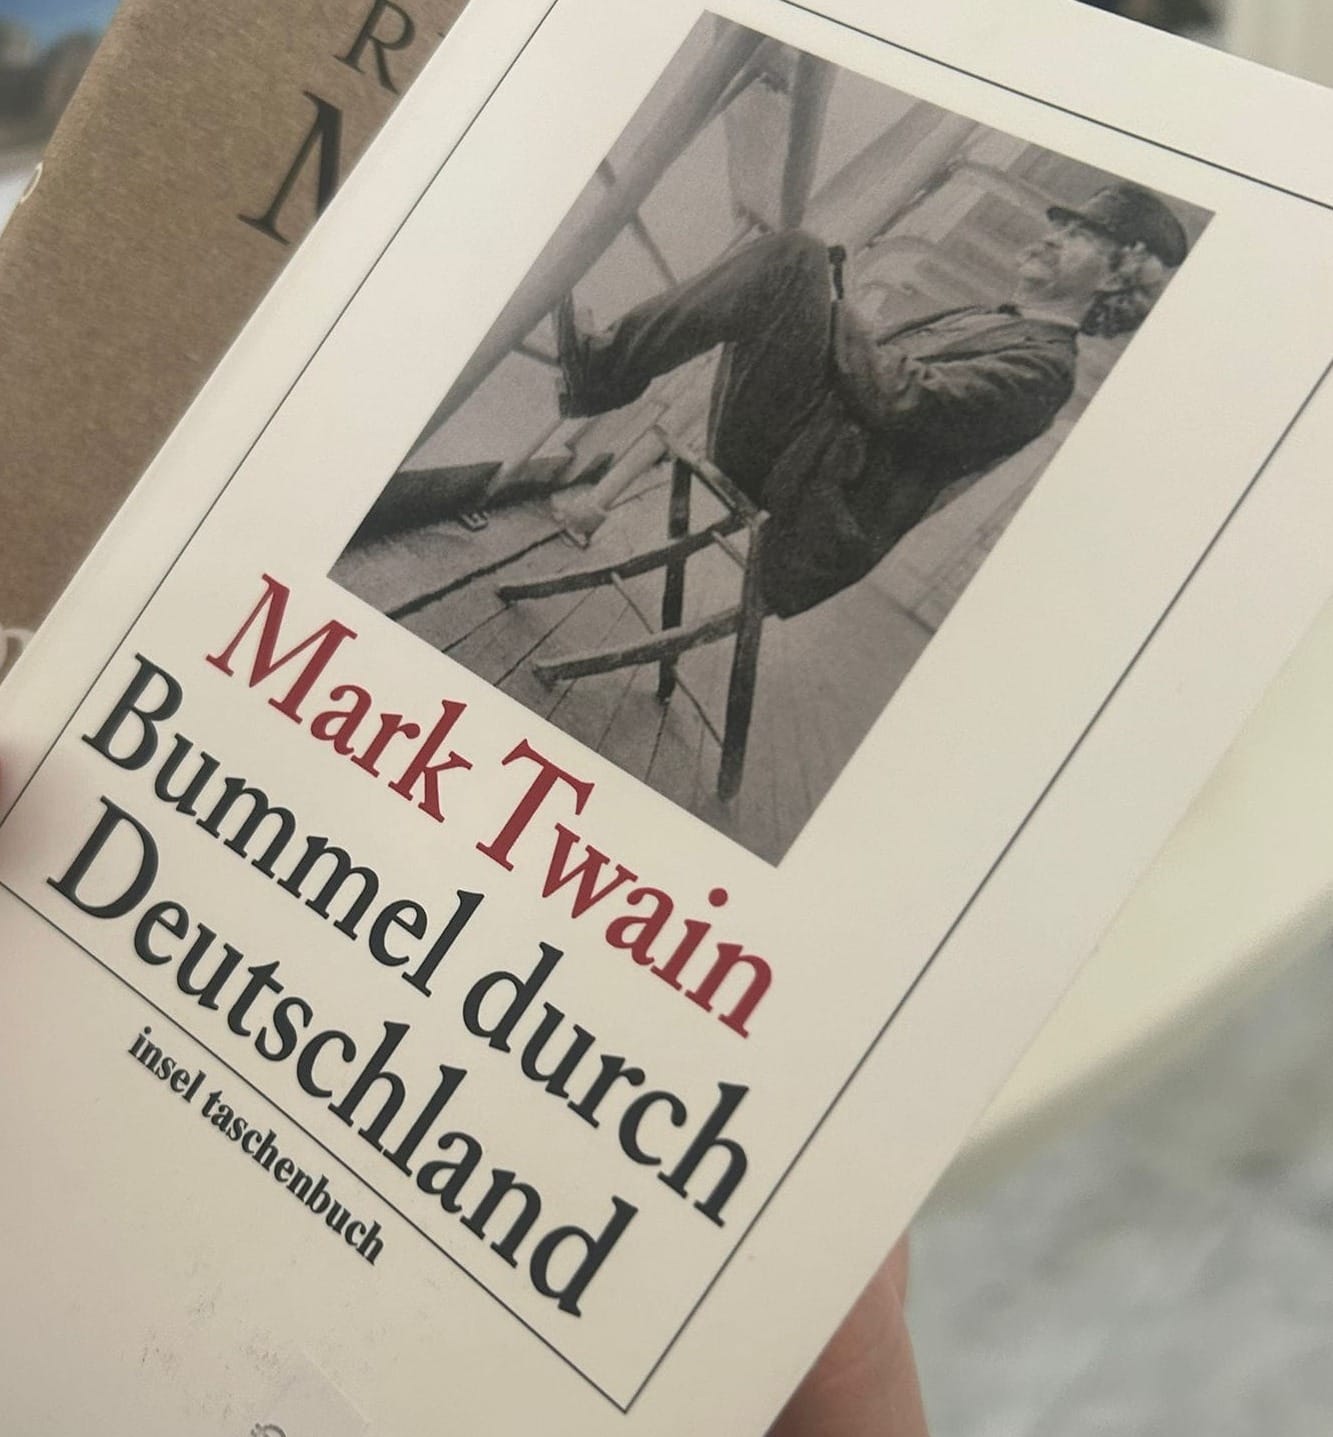 Mark Twain
Bummel durch
Deutschland
insel taschenbuch